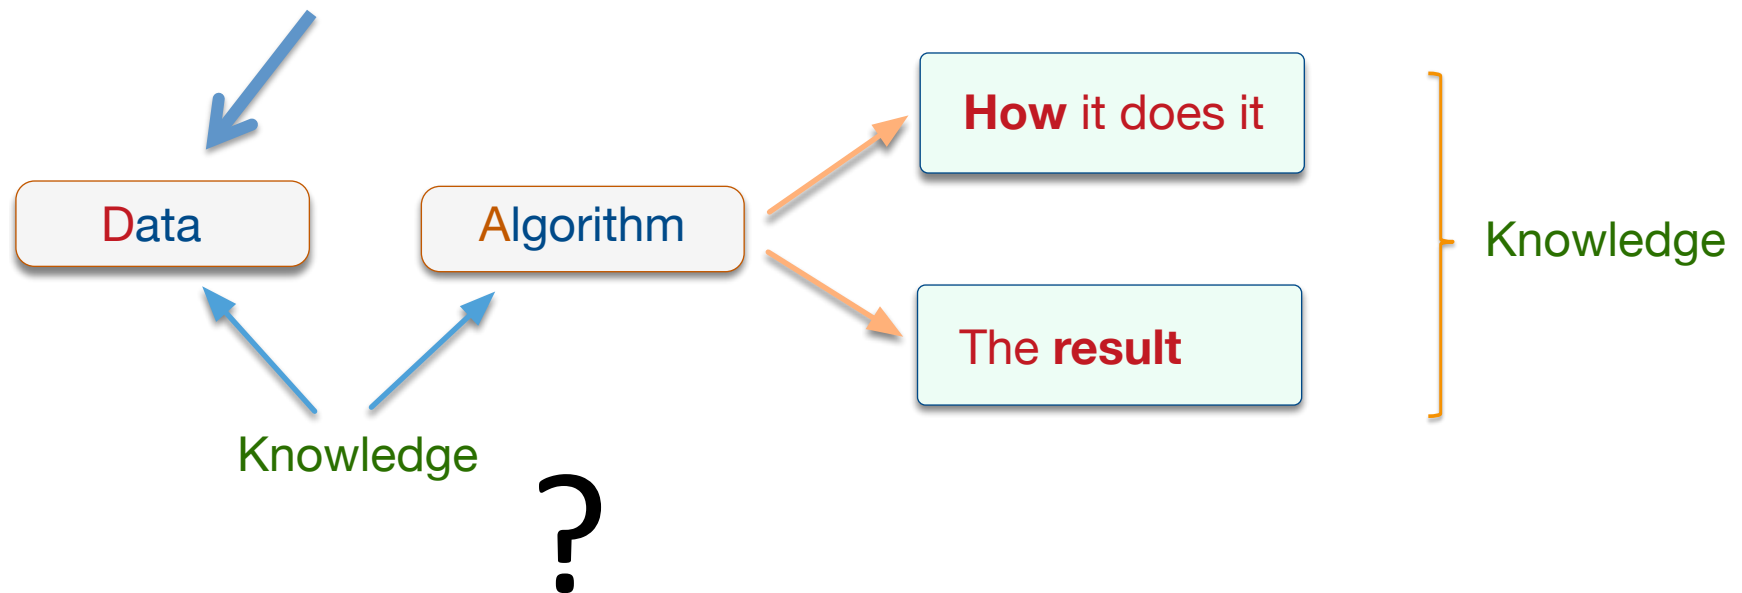 How it does it
Data
Algorithm
Knowledge
The result
Knowledge
?